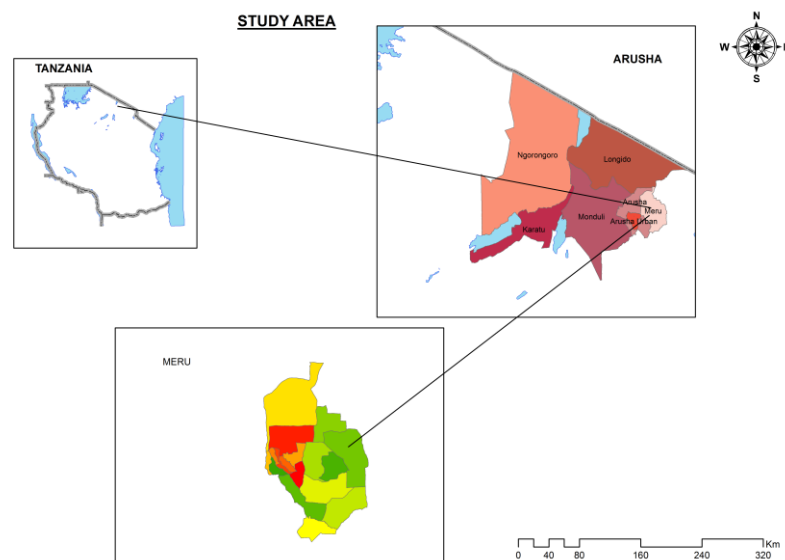 STUDY AREA
N
W
E
S
TANZANIA
ARUSHA
Ngorongoro
Longido
Arusha
Meru
Monduli
Arusha Urban
Karatu
MERU
Km
0 20 40 80 160 240 320